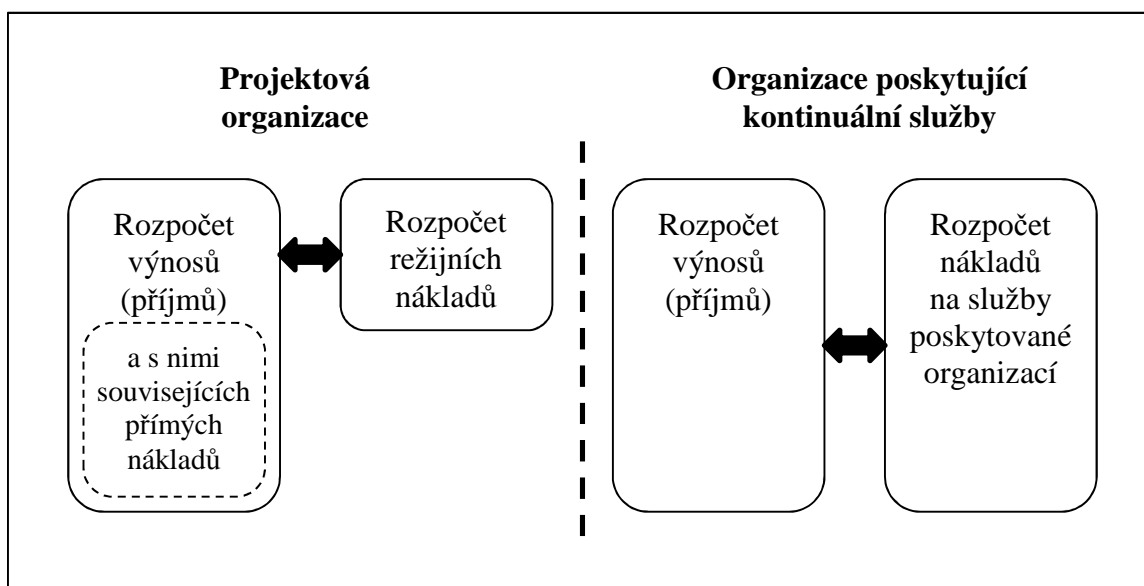 Projektová
organizace
Rozpočet
výnosů
(příjmů)
a s nimi
souvisejících
přímých
nákladů
Rozpočet
režijních
nákladů
Organizace poskytující
kontinuální služby
Rozpočet
výnosů
(příjmů)
Rozpočet
nákladů
na služby
poskytované
organizací